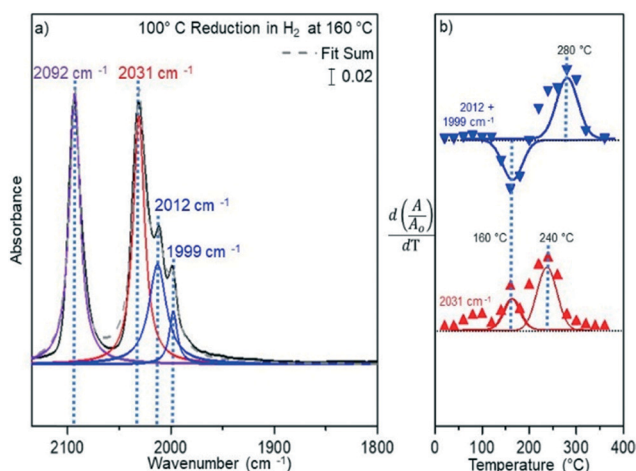 a) 100° C Reduction in H₂ at 160 °C
Fit Sum
0.02
2092 cm⁻¹
2031 cm⁻¹
2012 cm⁻¹
1999 cm⁻¹
Absorbance
2100 2000 1900 1800
Wavenumber (cm⁻¹)
b)
280 °C
2012 +
1999 cm⁻¹
d(A/Aₒ)
dT
160 °C 240 °C
2031 cm⁻¹
0 100 200 300 400
Temperature (°C)